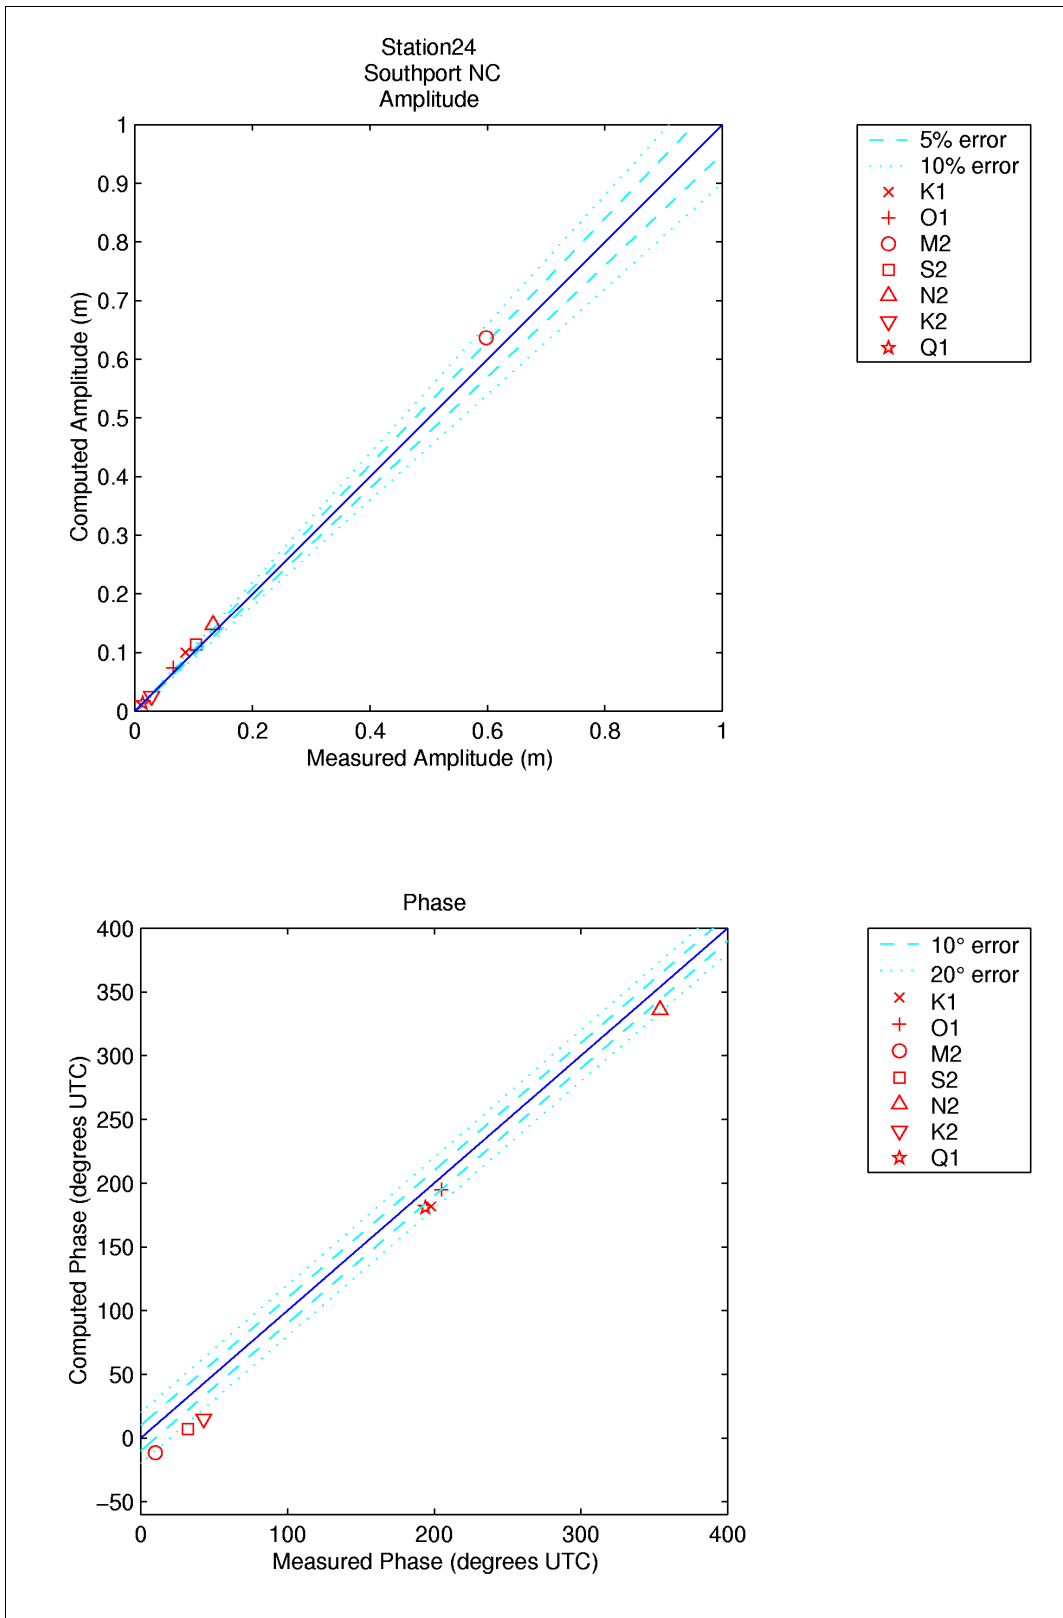 Station24
Southport NC
Amplitude
1
0.9
0.8
0.7
0.6
0.5
0.4
0.3
0.2
0.1
0
0 0.2 0.4 0.6 0.8 1
Computed Amplitude (m)
Measured Amplitude (m)
5% error
10% error
K1
O1
M2
S2
N2
K2
Q1
Phase
400
350
300
250
200
150
100
50
0
−50
0 100 200 300 400
Computed Phase (degrees UTC)
Measured Phase (degrees UTC)
10° error
20° error
K1
O1
M2
S2
N2
K2
Q1